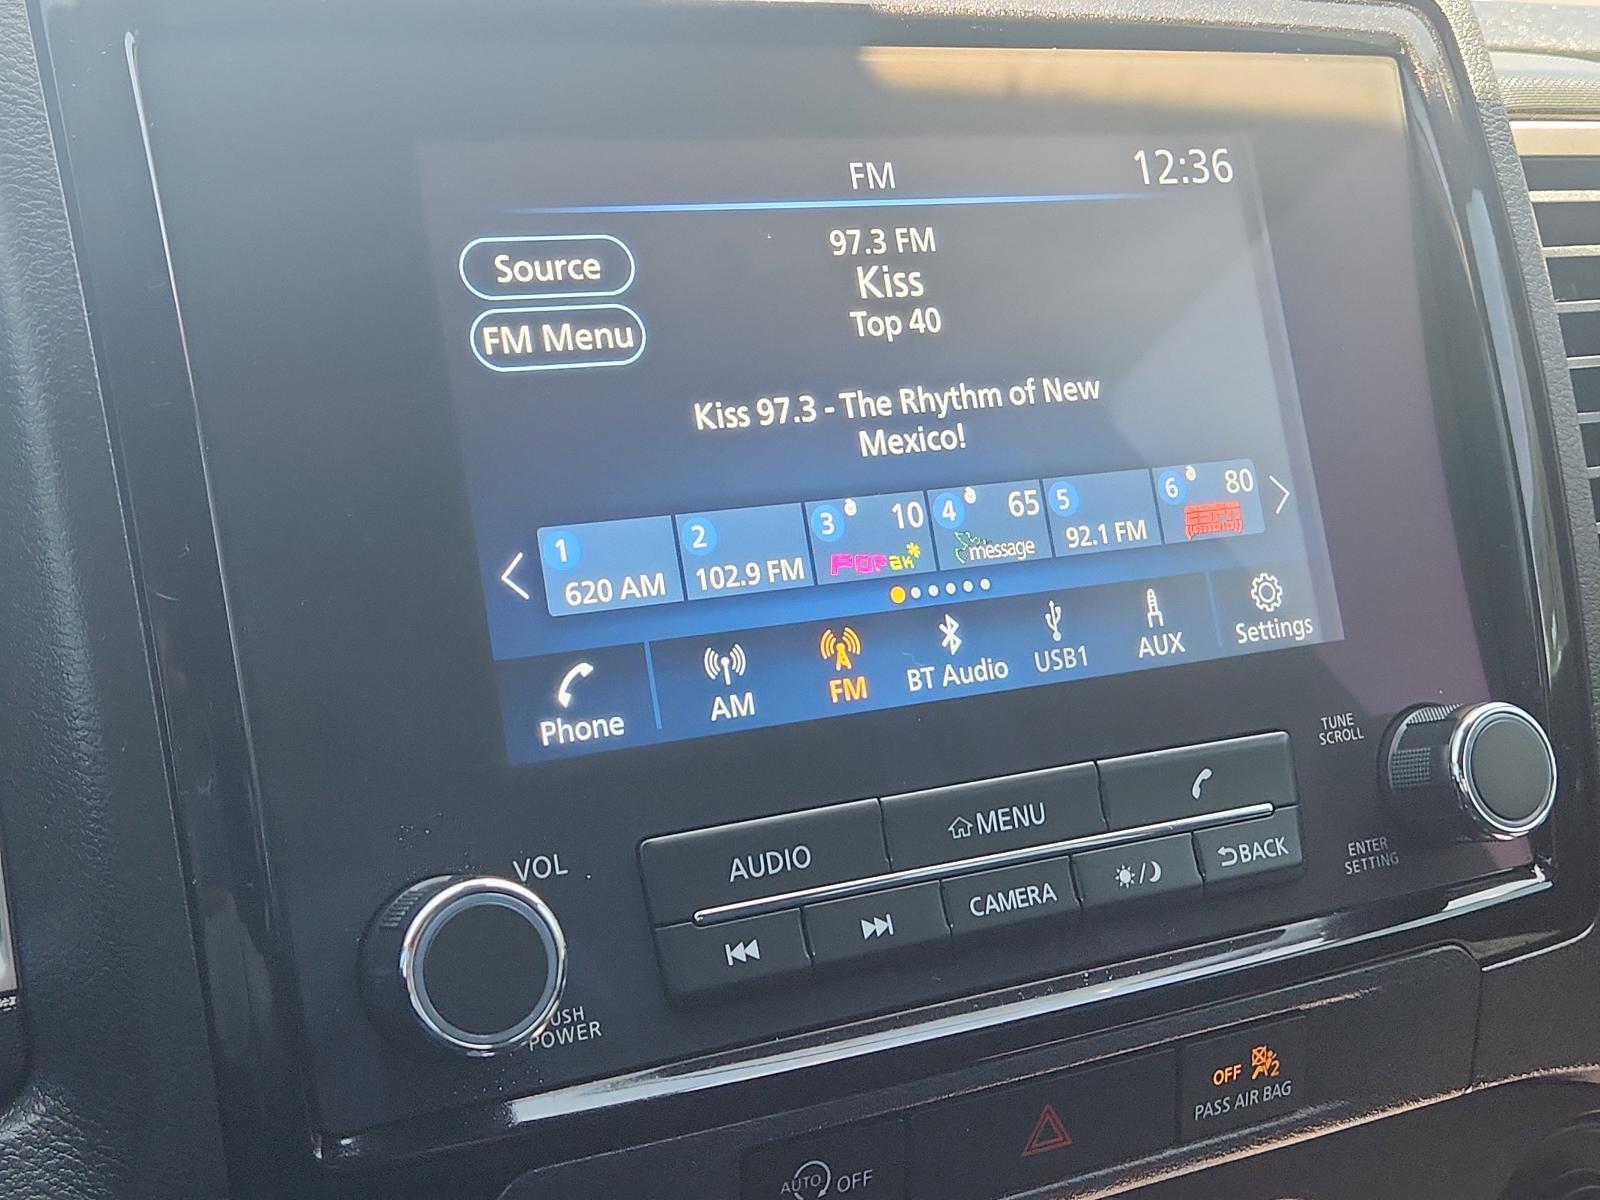 FM
12:36
Source
FM Menu
97.3 FM
Kiss
Top 40
Kiss 97.3 - The Rhythm of New
Mexico!
1
620 AM
2
102.9 FM
3
10
POP2K*
4
65
message
5
92.1 FM
6
80
Phone
AM
FM
BT Audio
USB1
AUX
Settings
TUNE
SCROLL
AUDIO
MENU
VOL
CAMERA
BACK
ENTER
SETTING
POWER
OFF
2
PASS AIR BAG
AUTO
OFF